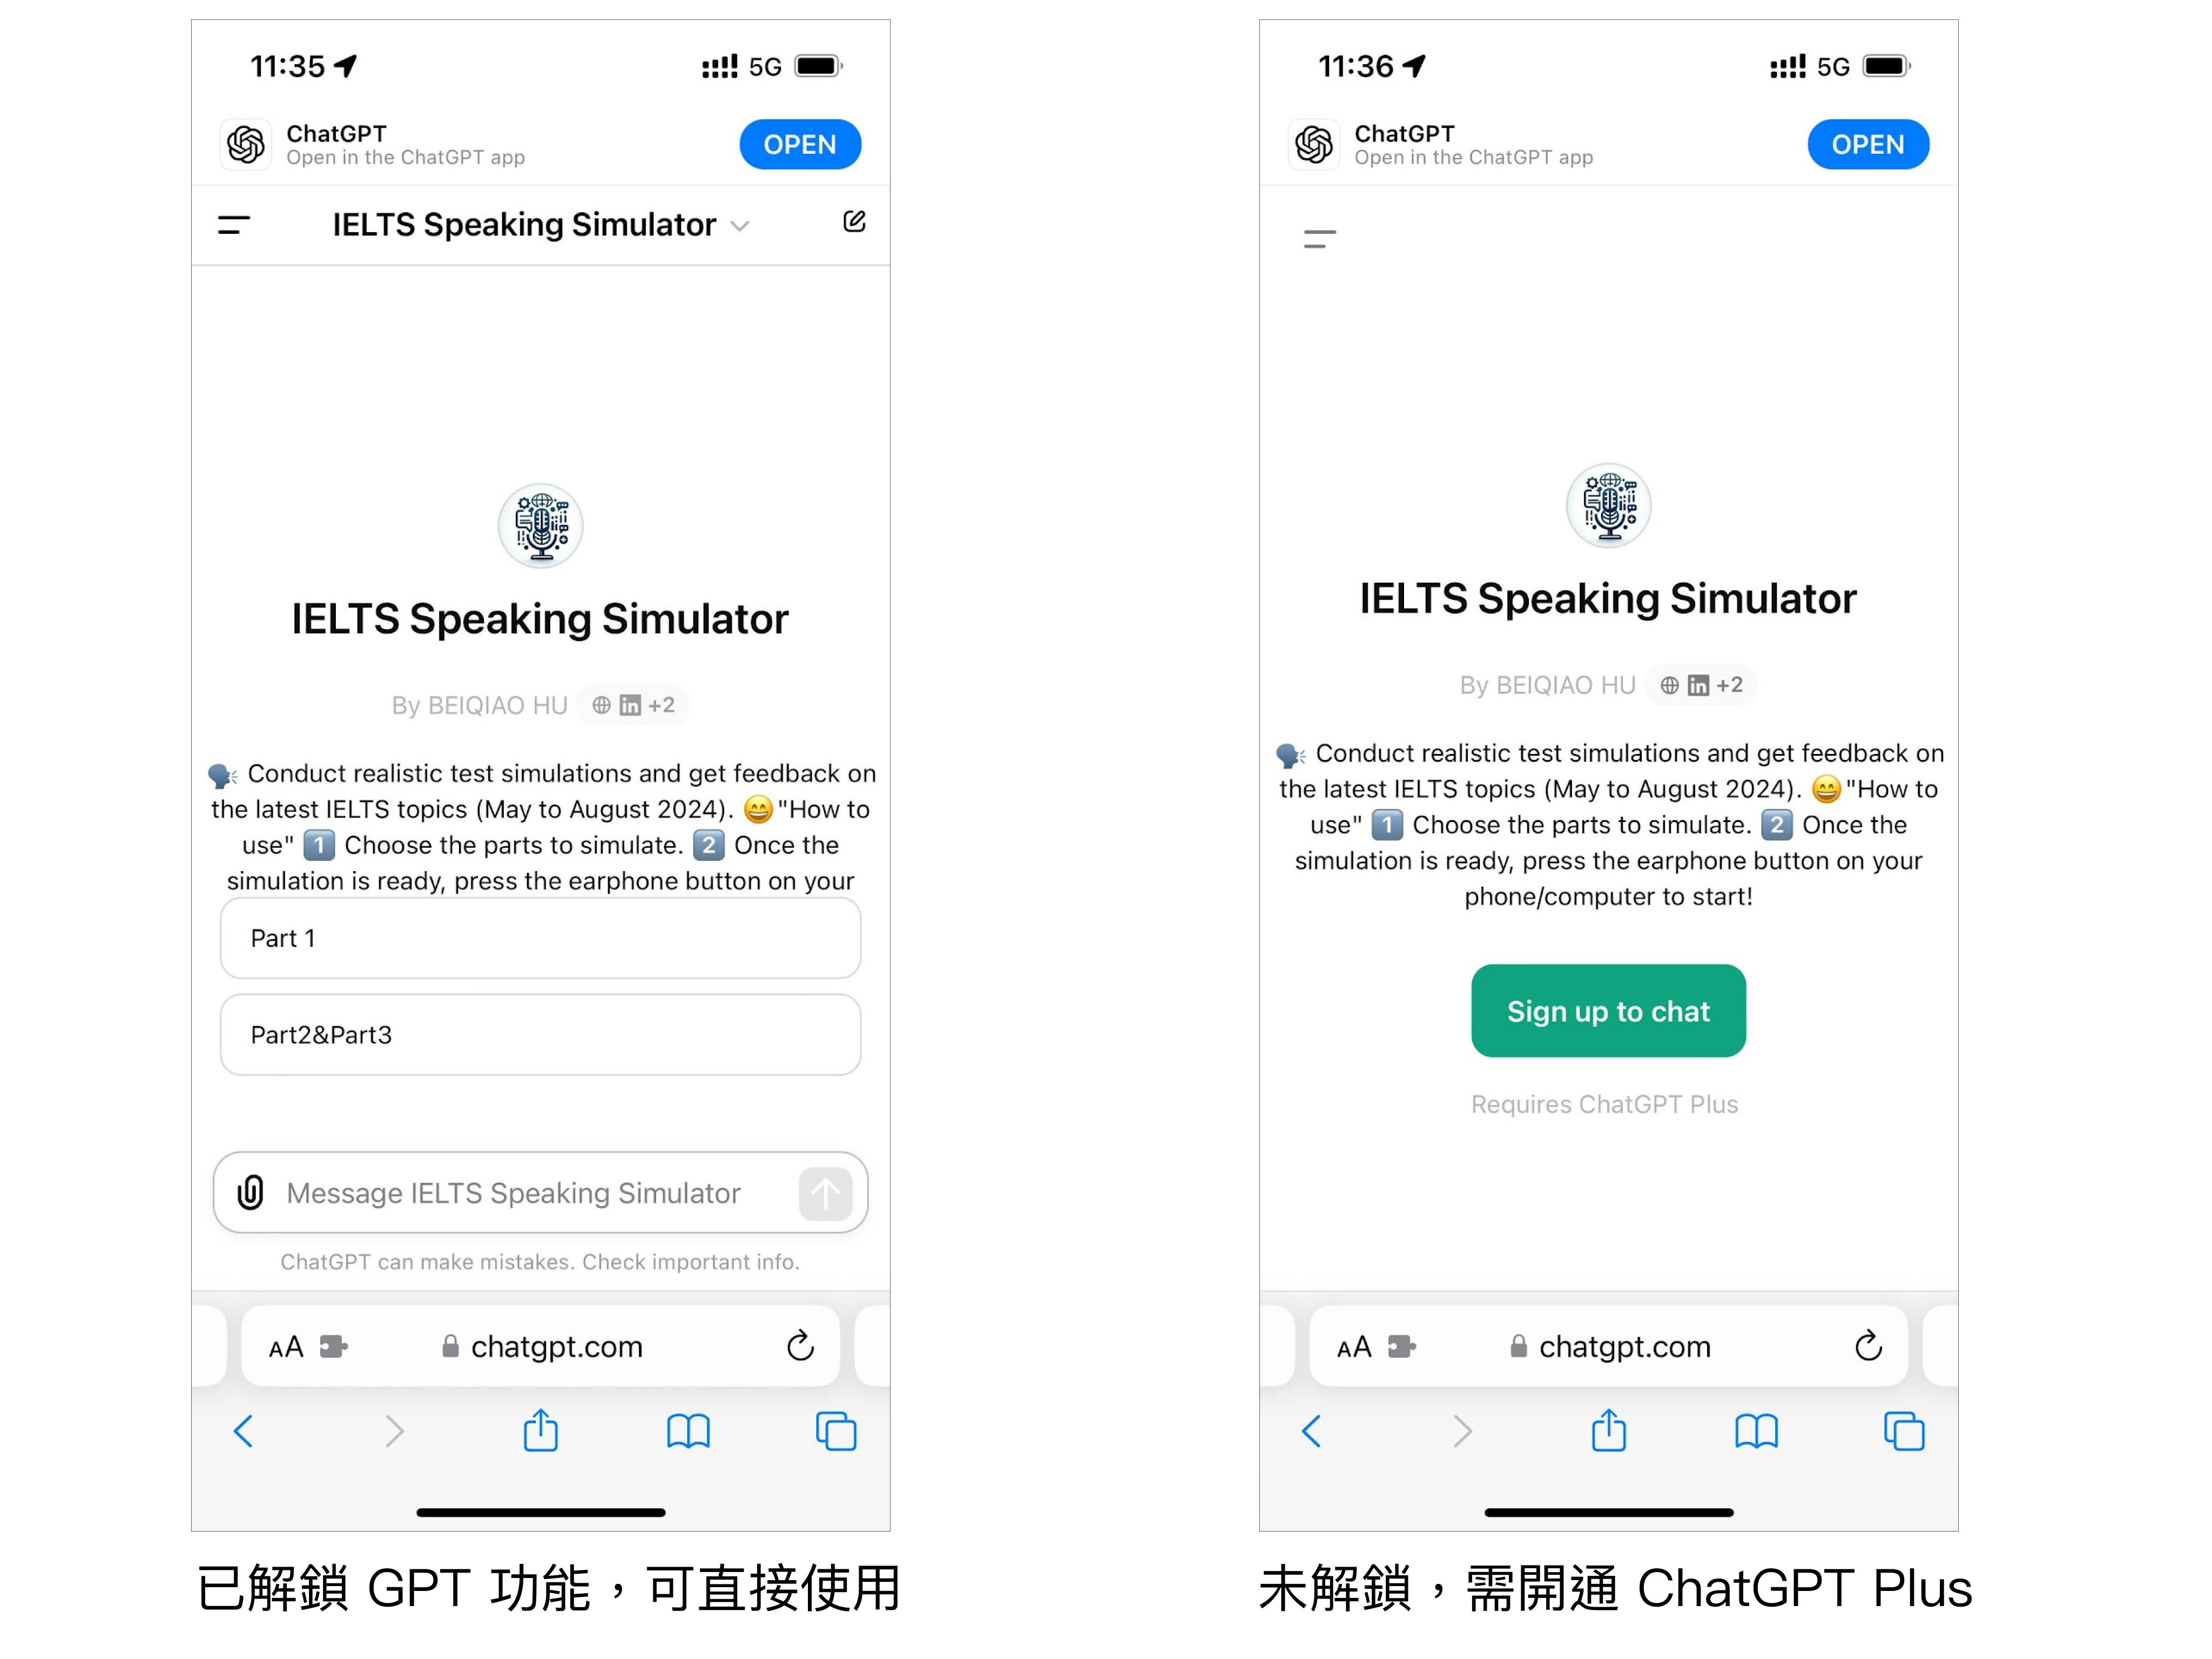 11:35
5G
ChatGPT
Open in the ChatGPT app
OPEN
IELTS Speaking Simulator
IELTS Speaking Simulator
By BEIQIAO HU
in +2
🗣️ Conduct realistic test simulations and get feedback on
the latest IELTS topics (May to August 2024). 😄"How to
use" 1️⃣ Choose the parts to simulate. 2️⃣ Once the
simulation is ready, press the earphone button on your
Part 1
Part2&Part3
Message IELTS Speaking Simulator
ChatGPT can make mistakes. Check important info.
AA
chatgpt.com
已解鎖 GPT 功能，可直接使用
11:36
5G
ChatGPT
Open in the ChatGPT app
OPEN
IELTS Speaking Simulator
By BEIQIAO HU
in +2
🗣️ Conduct realistic test simulations and get feedback on
the latest IELTS topics (May to August 2024). 😄"How to
use" 1️⃣ Choose the parts to simulate. 2️⃣ Once the
simulation is ready, press the earphone button on your
phone/computer to start!
Sign up to chat
Requires ChatGPT Plus
AA
chatgpt.com
未解鎖，需開通 ChatGPT Plus